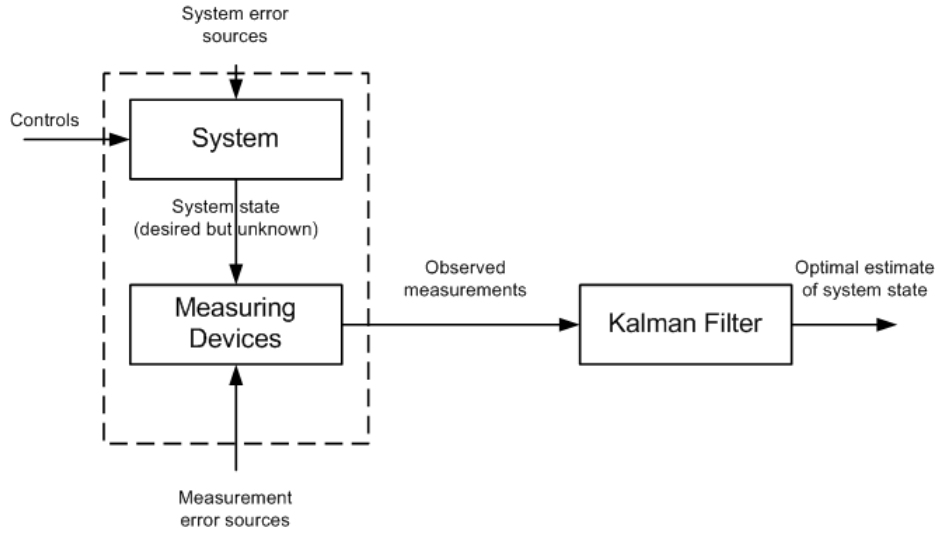 System error
sources
Controls
System
System state
(desired but unknown)
Measuring
Devices
Observed
measurements
Kalman Filter
Optimal estimate
of system state
Measurement
error sources